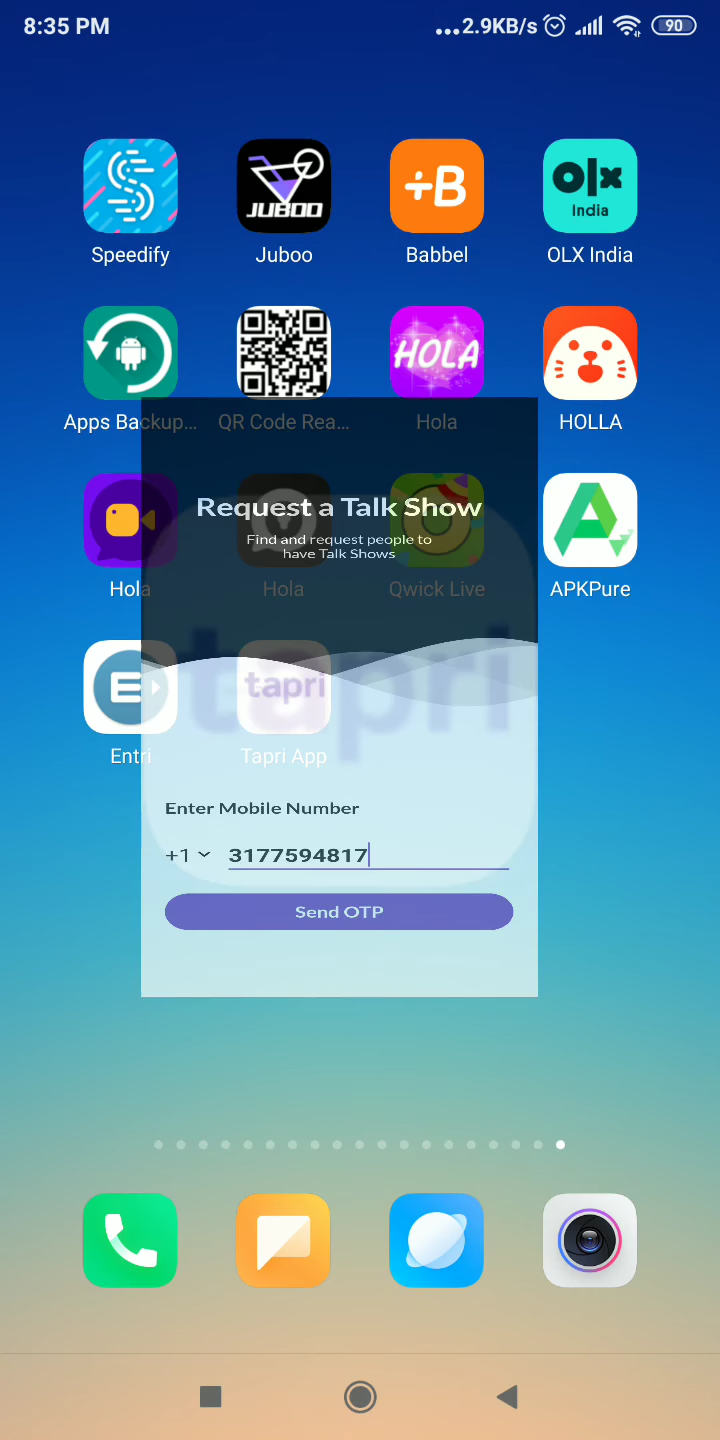 8:35 PM ...2.9KB/s 90
JUBOO
+B
olx
India
Speedify Juboo Babbel OLX India
HOLA
Apps Backup... QR Code Rea... Hola HOLLA
Request a Talk Show
Find and request people to
have Talk Shows
Hola Hola Qwick Live APKPure
tapri
tapri
Entri Tapri App
Enter Mobile Number
+1 3177594817
Send OTP